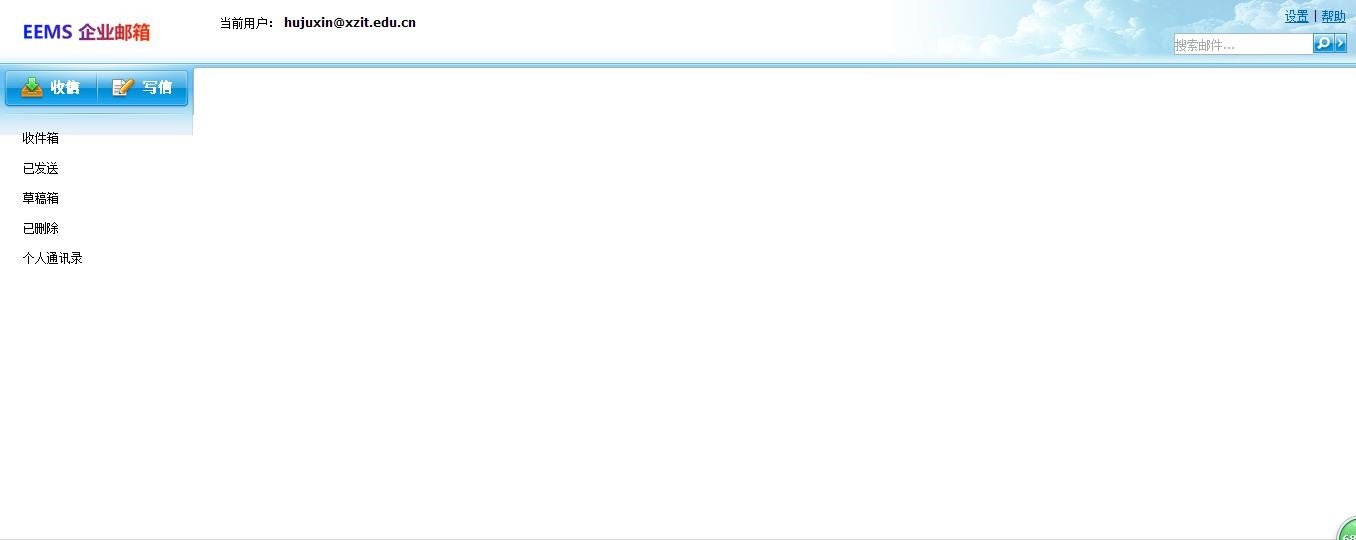 EEMS 企业邮箱
当前用户： hujuxin@xzit.edu.cn
设置 | 帮助
搜索邮件...
收信 写信
收件箱
已发送
草稿箱
已删除
个人通讯录